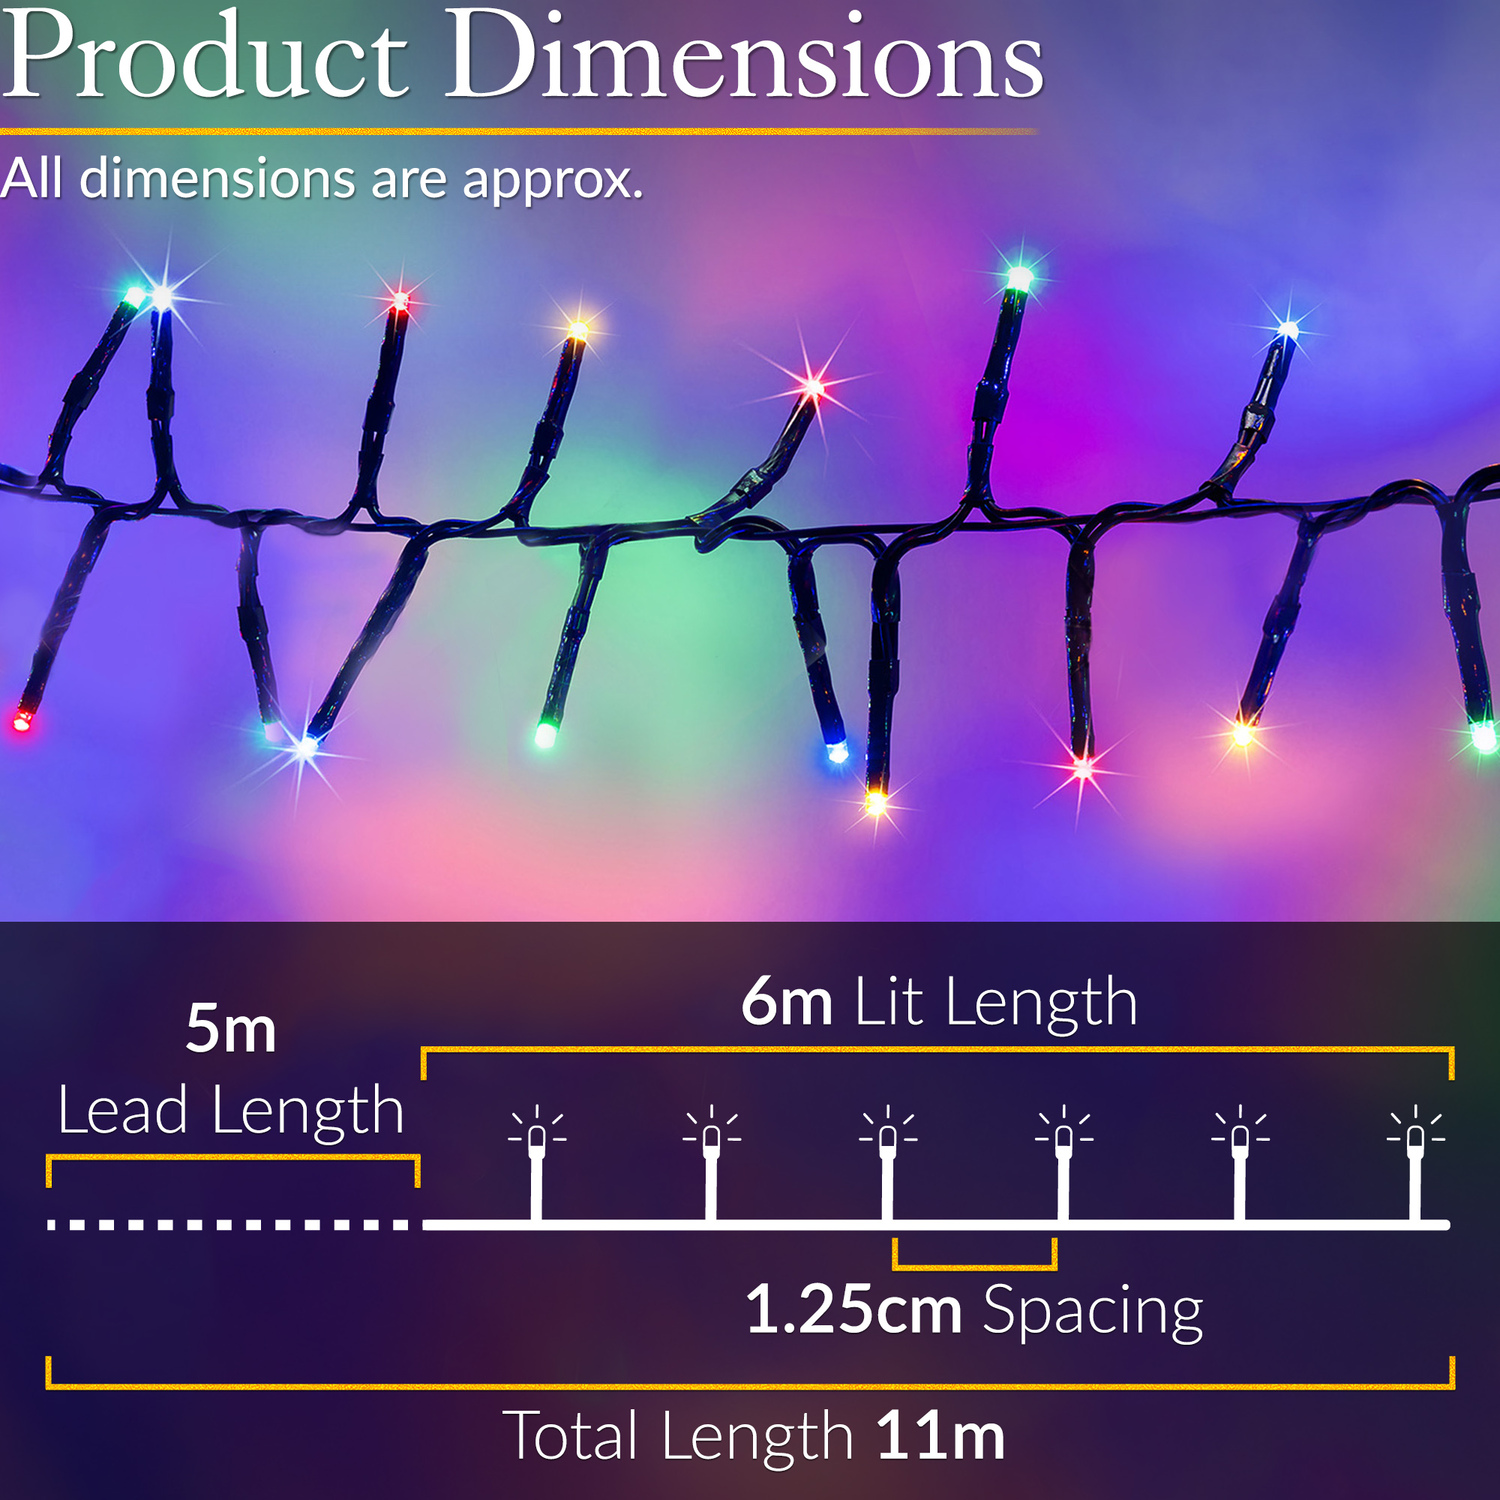 Product Dimensions
All dimensions are approx.
6m Lit Length
5m
Lead Length
1.25cm Spacing
Total Length 11m